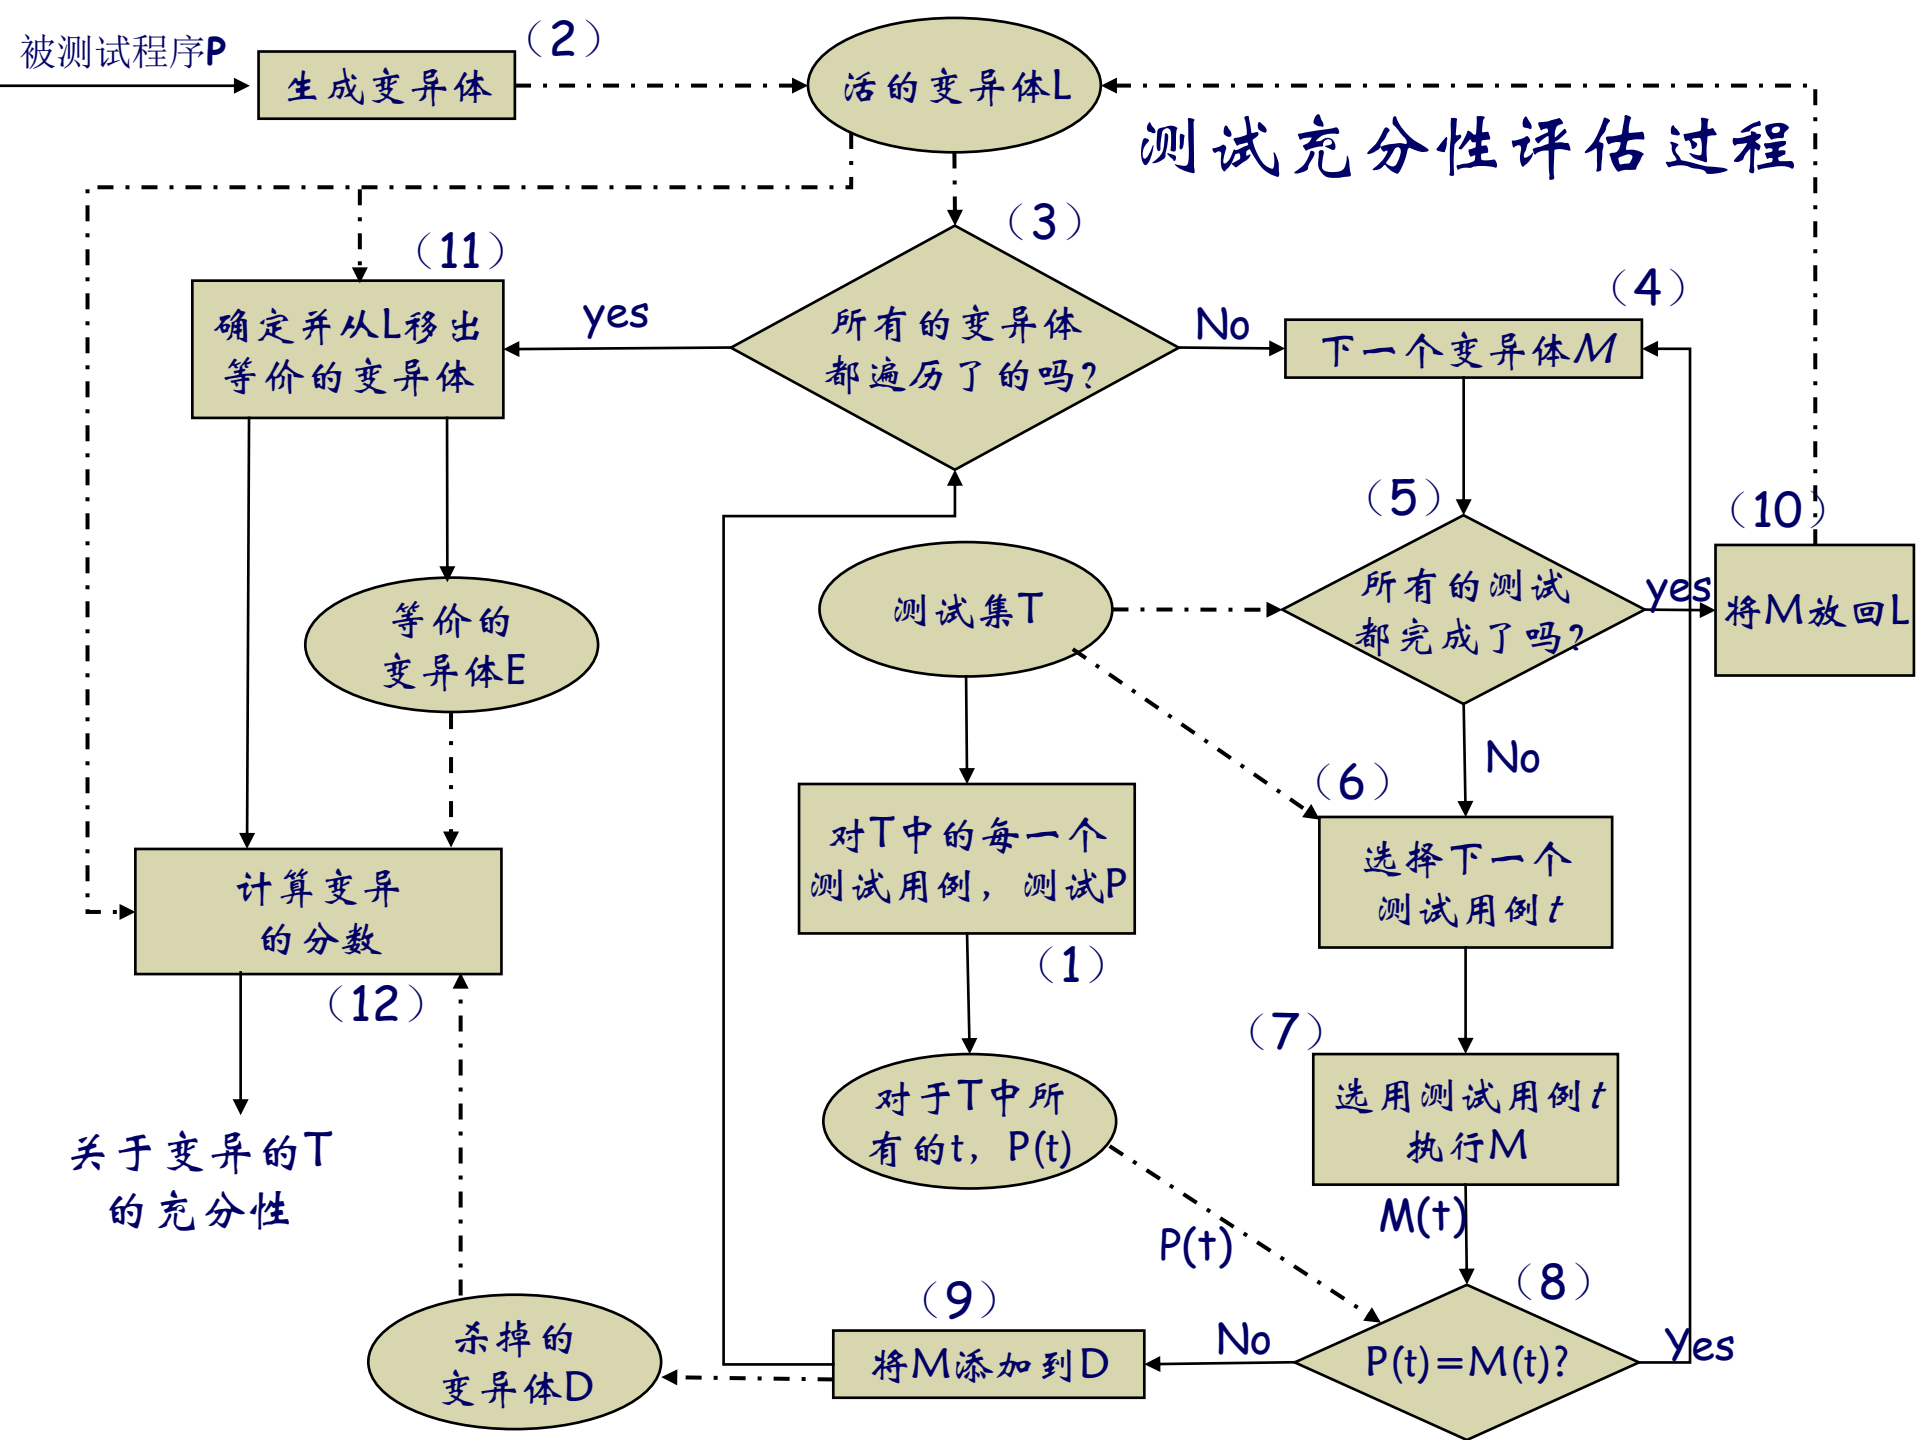 被测试程序P
(2)
生成变异体
活的变异体L
测试充分性评估过程
(3)
(11)
(4)
确定并从L移出
等价的变异体
yes
所有的变异体
都遍历了的吗?
No
下一个变异体M
(5)
(10)
所有的测试
都完成了吗?
yes
将M放回L
测试集T
等价的
变异体E
No
(6)
对T中的每一个
测试用例，测试P
选择下一个
测试用例t
计算变异
的分数
(1)
(12)
(7)
对于T中所
有的t，P(t)
选用测试用例t
执行M
关于变异的T
的充分性
M(t)
P(t)
(9)
(8)
杀掉的
变异体D
将M添加到D
No
P(t)=M(t)?
Yes